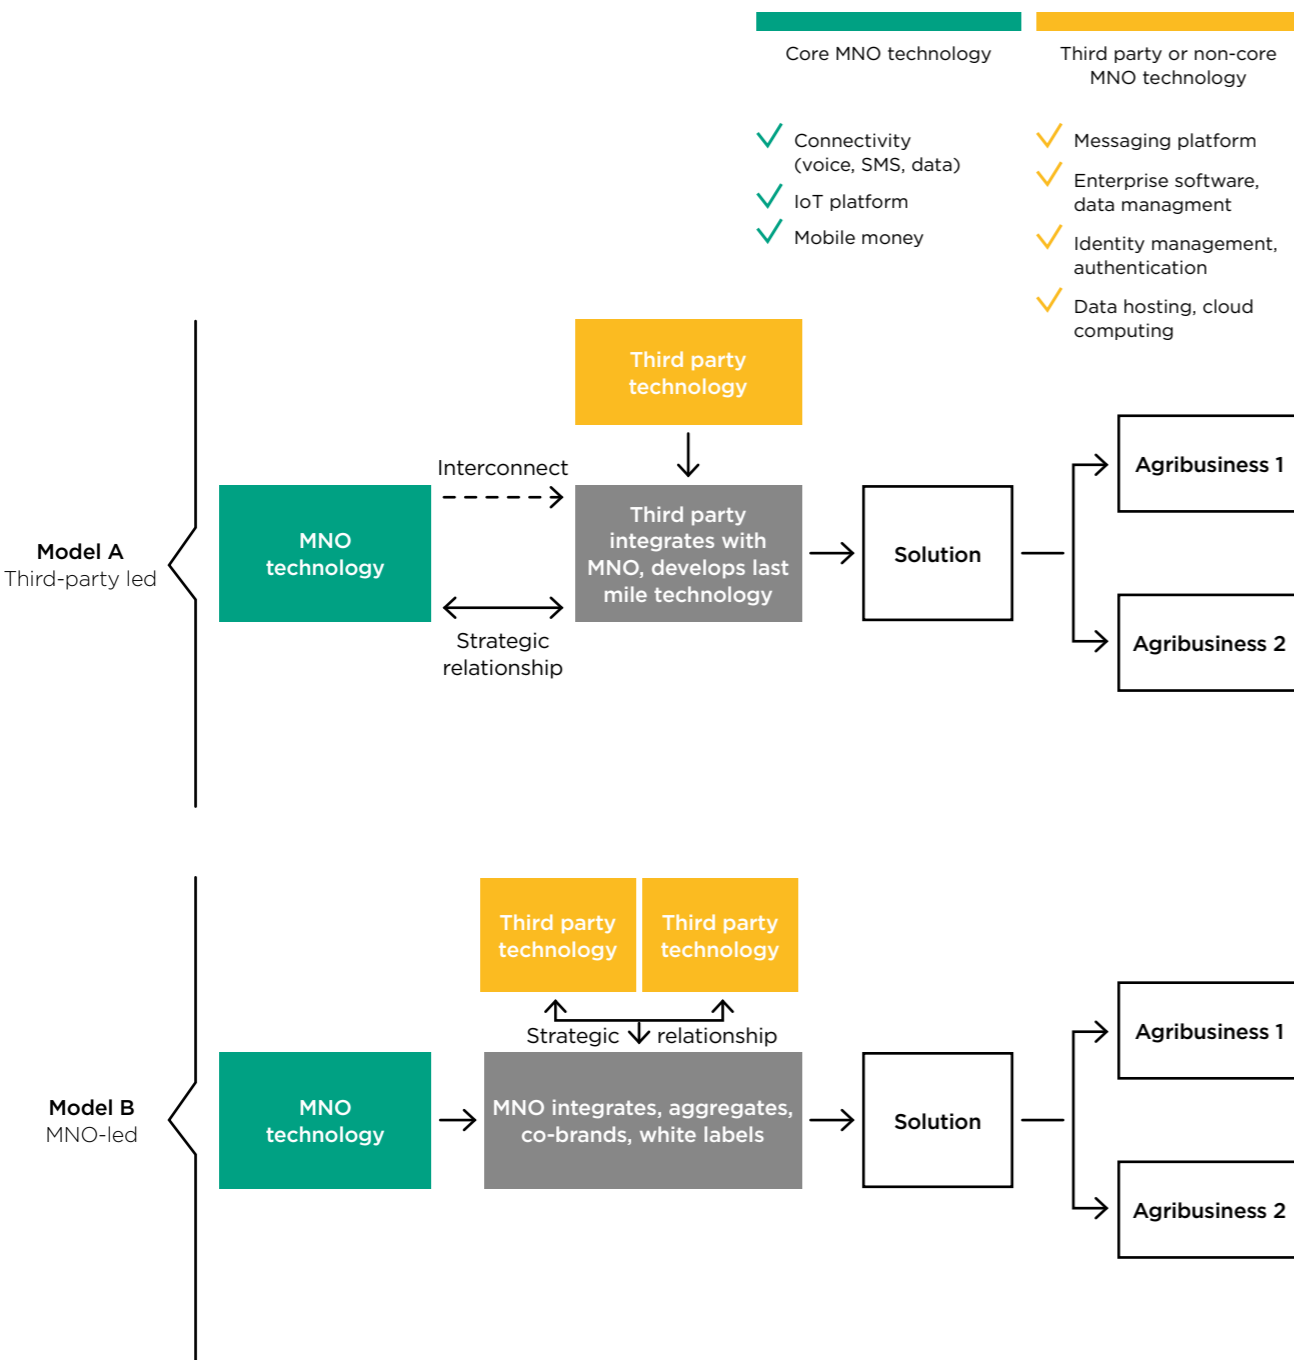 Core MNO technology
Third party or non-core
MNO technology
Connectivity
(voice, SMS, data)
IoT platform
Mobile money
Messaging platform
Enterprise software,
data managment
Identity management,
authentication
Data hosting, cloud
computing
Model A
Third-party led
MNO
technology
Interconnect
Strategic
relationship
Third party
technology
Third party
integrates with
MNO, develops last
mile technology
Solution
Agribusiness 1
Agribusiness 2
Model B
MNO-led
MNO
technology
Third party
technology
Third party
technology
Strategic relationship
MNO integrates, aggregates,
co-brands, white labels
Solution
Agribusiness 1
Agribusiness 2